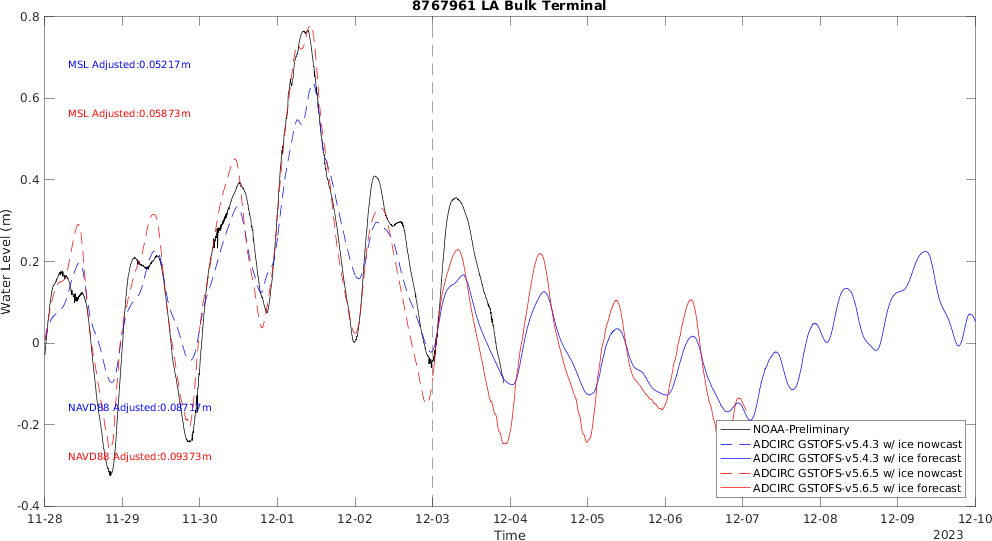 8767961 LA Bulk Terminal
Water Level (m)
0.8
0.6
0.4
0.2
0
-0.2
-0.4
MSL Adjusted:0.05217m
MSL Adjusted:0.05873m
NAVD88 Adjusted:0.08717m
NAVD88 Adjusted:0.09373m
NOAA-Preliminary
ADCIRC GSTOFS-v5.4.3 w/ ice nowcast
ADCIRC GSTOFS-v5.4.3 w/ ice forecast
ADCIRC GSTOFS-v5.6.5 w/ ice nowcast
ADCIRC GSTOFS-v5.6.5 w/ ice forecast
11-28 11-29 11-30 12-01 12-02 12-03 12-04 12-05 12-06 12-07 12-08 12-09 12-10
Time
2023